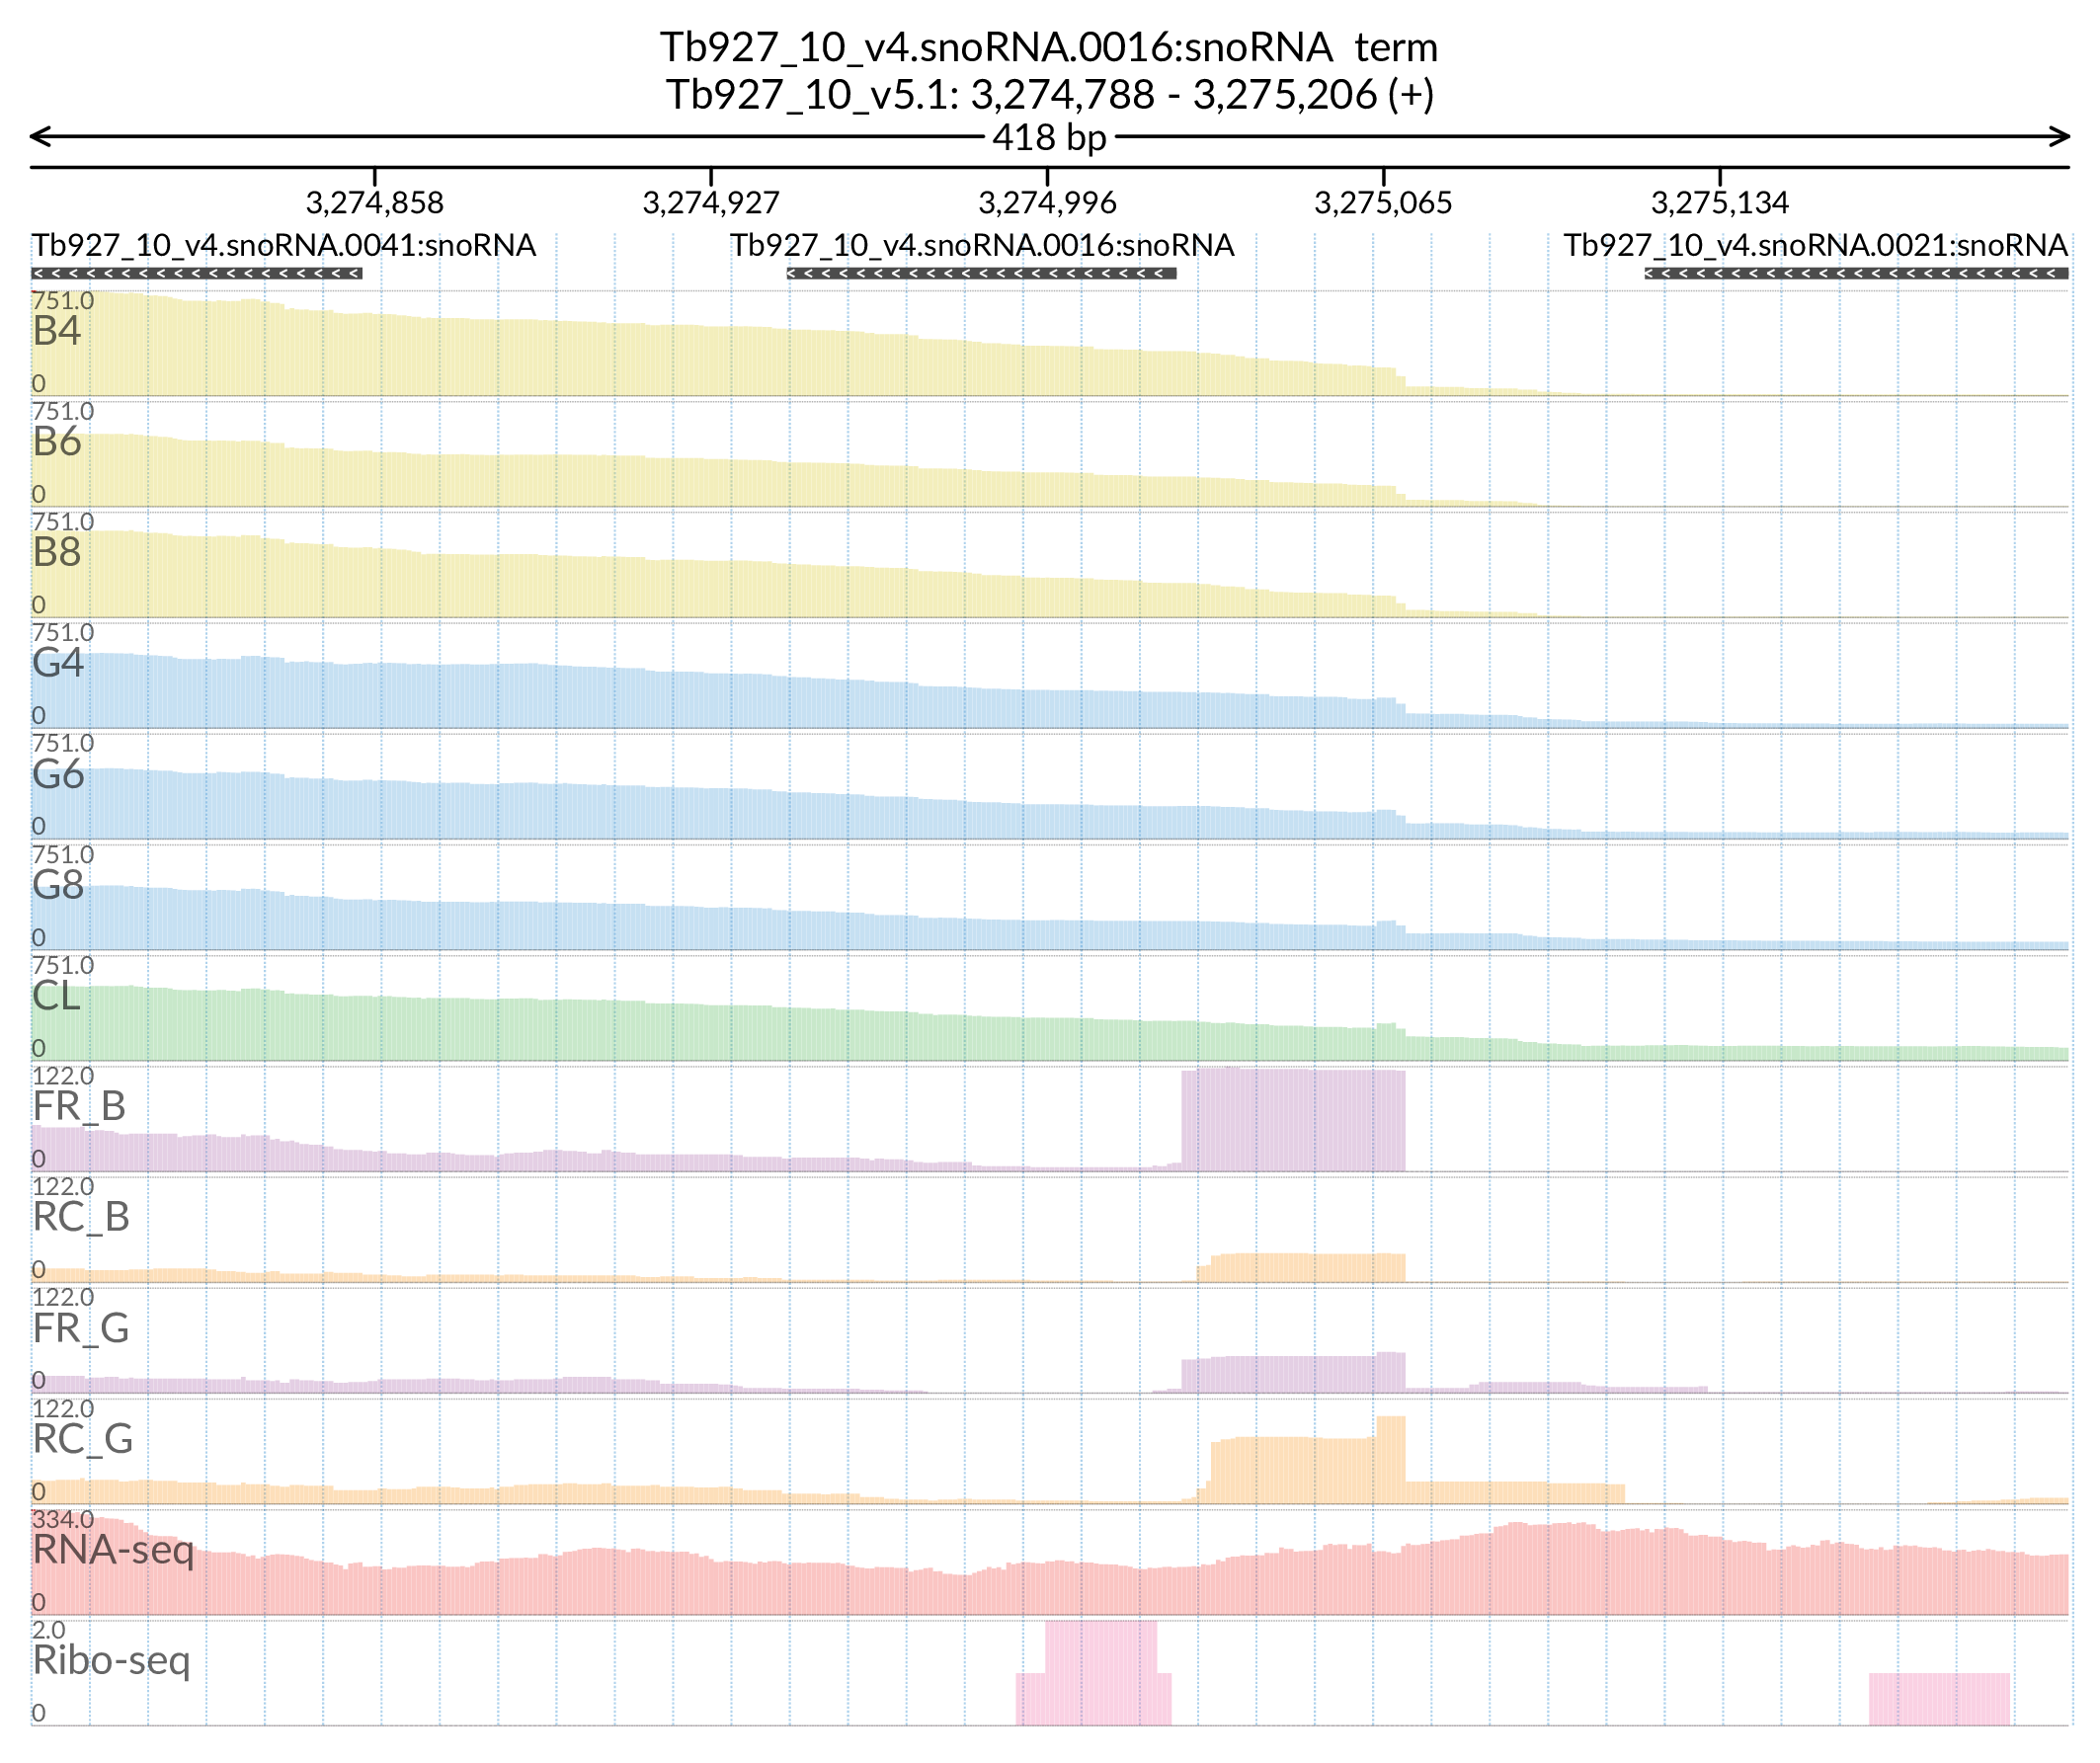 Tb927_10_v4.snoRNA.0016:snoRNA term
Tb927_10_v5.1: 3,274,788 - 3,275,206 (+)
418 bp
3,274,858 3,274,927 3,274,996 3,275,065 3,275,134
Tb927_10_v4.snoRNA.0041:snoRNA Tb927_10_v4.snoRNA.0016:snoRNA Tb927_10_v4.snoRNA.0021:snoRNA
751.0
B4
0
751.0
B6
0
751.0
B8
0
751.0
G4
0
751.0
G6
0
751.0
G8
0
751.0
CL
0
122.0
FR_B
0
122.0
RC_B
0
122.0
FR_G
0
122.0
RC_G
0
334.0
RNA-seq
0
2.0
Ribo-seq
0